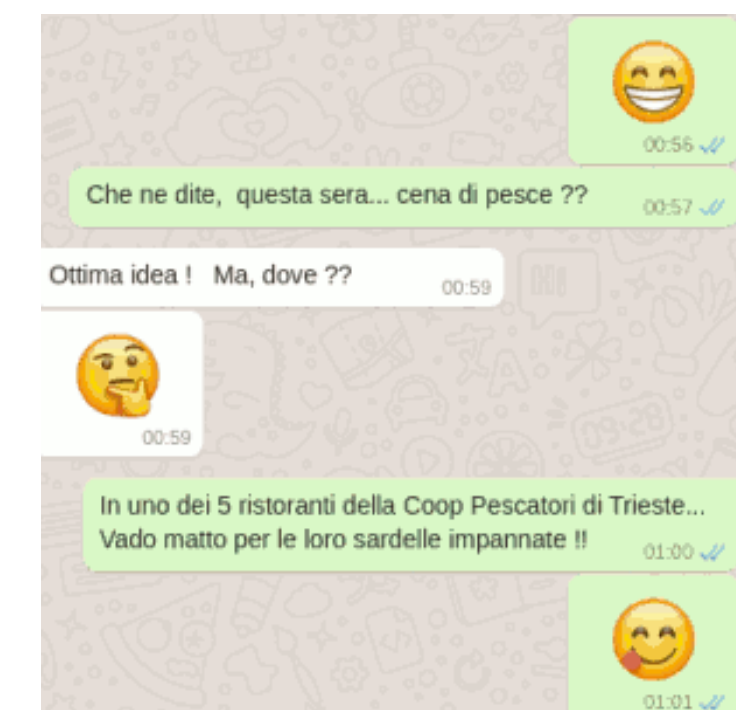 00:56
Che ne dite, questa sera... cena di pesce ??
00:57
Ottima idea ! Ma, dove ??
00:59
00:59
In uno dei 5 ristoranti della Coop Pescatori di Trieste...
Vado matto per le loro sardelle impannate !!
01:00
01:01